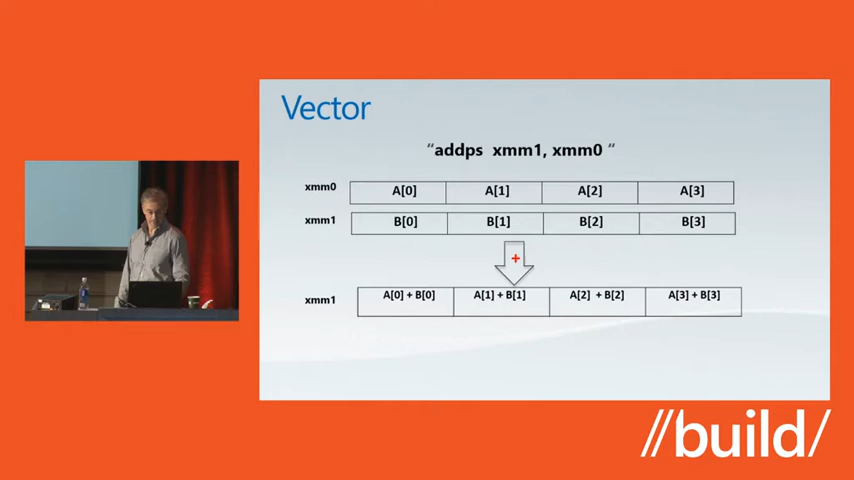 Vector
“addps xmm1, xmm0 “
xmm0 A[0] A[1] A[2] A[3]
xmm1 B[0] B[1] B[2] B[3]
+
xmm1 A[0] + B[0] A[1] + B[1] A[2] + B[2] A[3] + B[3]
//build/